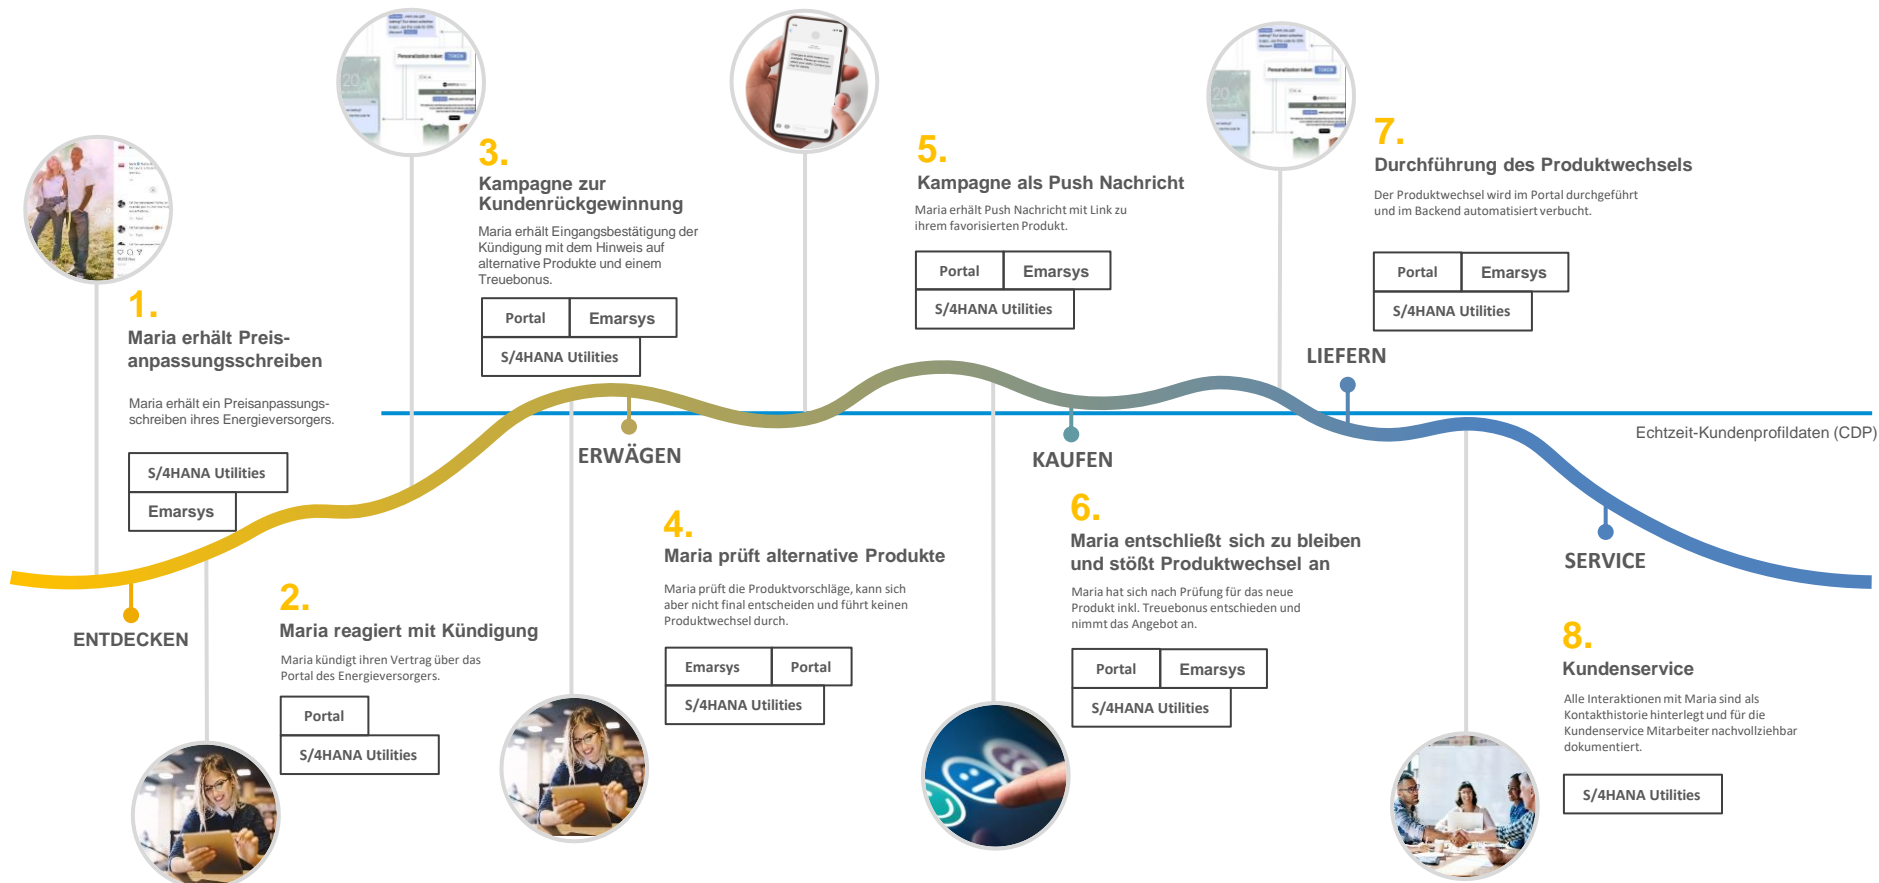 1.
Maria erhält Preis-
anpassungsschreiben
Maria erhält ein Preisanpassungs-
schreiben ihres Energieversorgers.
S/4HANA Utilities
Emarsys
ENTDECKEN
2.
Maria reagiert mit Kündigung
Maria kündigt ihren Vertrag über das
Portal des Energieversorgers.
Portal
S/4HANA Utilities
Personalization token
TOKEN
3.
Kampagne zur
Kundenrückgewinnung
Maria erhält Eingangsbestätigung der
Kündigung mit dem Hinweis auf
alternative Produkte und einem
Treuebonus.
Portal
Emarsys
S/4HANA Utilities
ERWÄGEN
4.
Maria prüft alternative Produkte
Maria prüft die Produktvorschläge, kann sich
aber nicht final entscheiden und führt keinen
Produktwechsel durch.
Emarsys
Portal
S/4HANA Utilities
5.
Kampagne als Push Nachricht
Maria erhält Push Nachricht mit Link zu
ihrem favorisierten Produkt.
Portal
Emarsys
S/4HANA Utilities
KAUFEN
6.
Maria entschließt sich zu bleiben
und stößt Produktwechsel an
Maria hat sich nach Prüfung für das neue
Produkt inkl. Treuebonus entschieden und
nimmt das Angebot an.
Portal
Emarsys
S/4HANA Utilities
Personalization token
TOKEN
7.
Durchführung des Produktwechsels
Der Produktwechsel wird im Portal durchgeführt
und im Backend automatisiert verbucht.
Portal
Emarsys
S/4HANA Utilities
LIEFERN
Echtzeit-Kundenprofildaten (CDP)
SERVICE
8.
Kundenservice
Alle Interaktionen mit Maria sind als
Kontakthistorie hinterlegt und für die
Kundenservice Mitarbeiter nachvollziehbar
dokumentiert.
S/4HANA Utilities